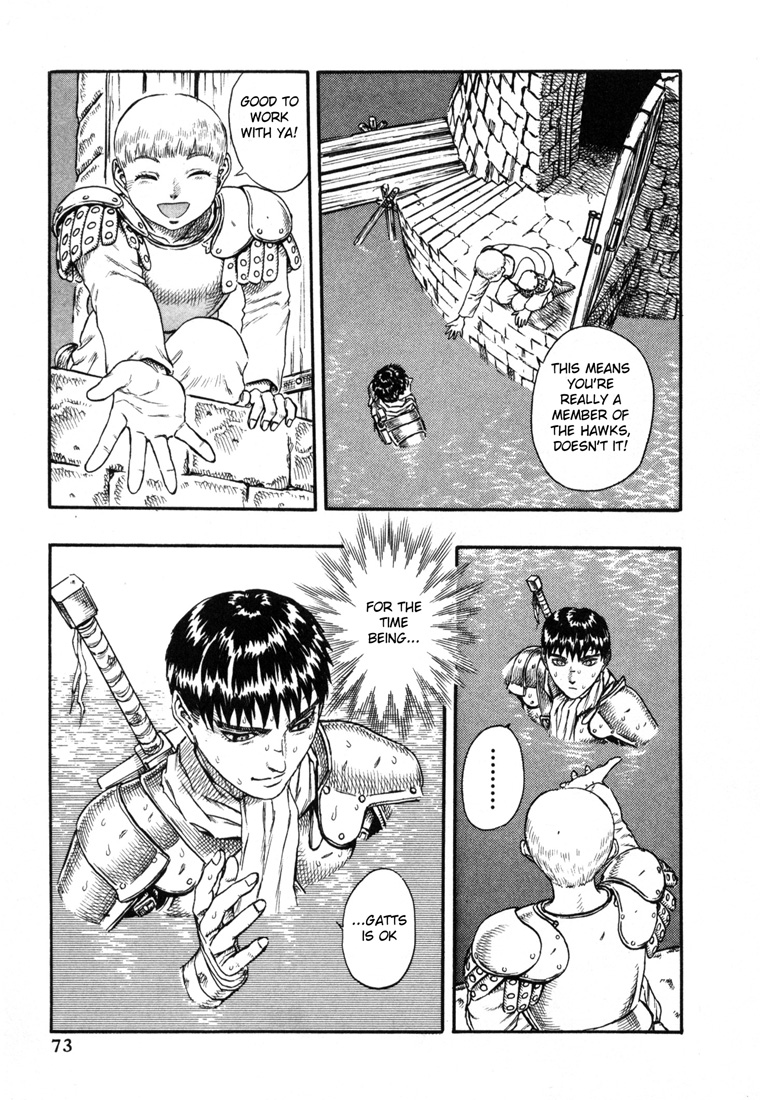 THIS MEANS
YOU'RE
REALLY A
MEMBER OF
THE HAWKS,
DOESN'T IT!
GOOD TO
WORK
WITH YA!
.........
FOR THE
TIME
BEING...
...GATTS
IS OK
73